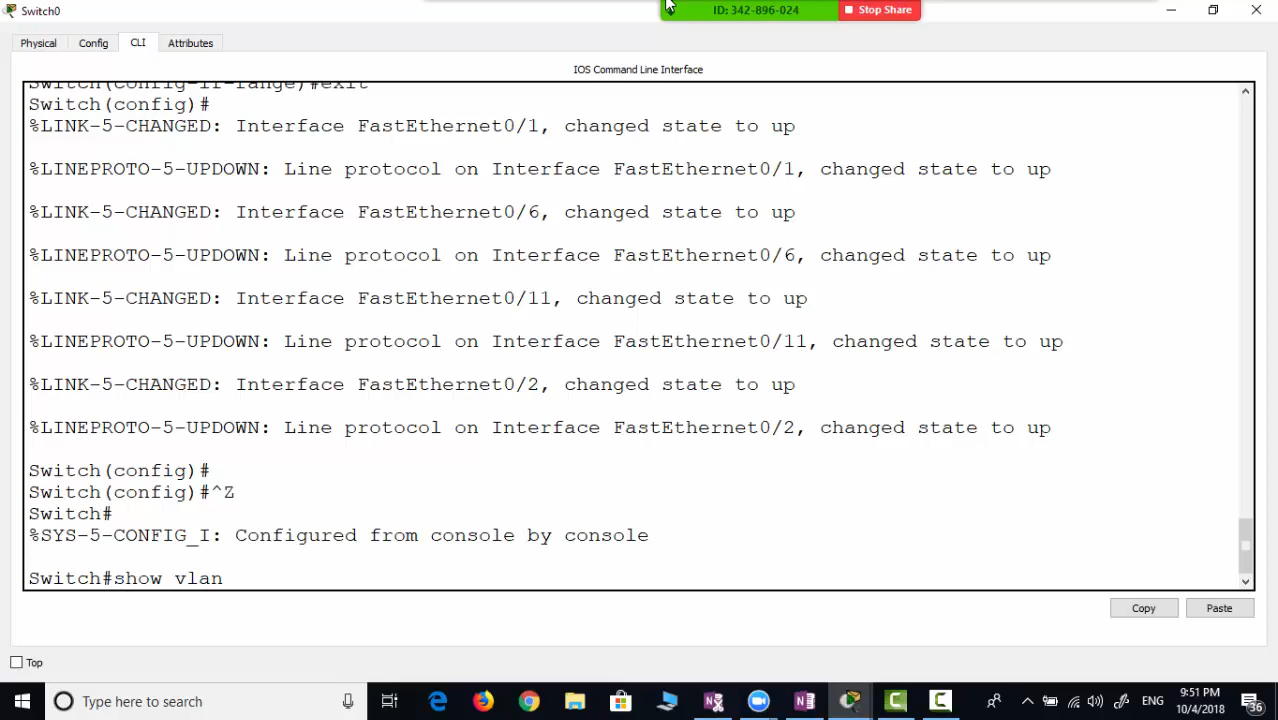 Switch0
ID: 342-896-024
Stop Share
Physical
Config
CLI
Attributes
IOS Command Line Interface
Switch(config-if-range)#exit
Switch(config)#
%LINK-5-CHANGED: Interface FastEthernet0/1, changed state to up
%LINEPROTO-5-UPDOWN: Line protocol on Interface FastEthernet0/1, changed state to up
%LINK-5-CHANGED: Interface FastEthernet0/6, changed state to up
%LINEPROTO-5-UPDOWN: Line protocol on Interface FastEthernet0/6, changed state to up
%LINK-5-CHANGED: Interface FastEthernet0/11, changed state to up
%LINEPROTO-5-UPDOWN: Line protocol on Interface FastEthernet0/11, changed state to up
%LINK-5-CHANGED: Interface FastEthernet0/2, changed state to up
%LINEPROTO-5-UPDOWN: Line protocol on Interface FastEthernet0/2, changed state to up
Switch(config)#
Switch(config)#^Z
Switch#
%SYS-5-CONFIG_I: Configured from console by console
Switch#show vlan
Copy
Paste
Top
Type here to search
ENG
9:51 PM
10/4/2018
36